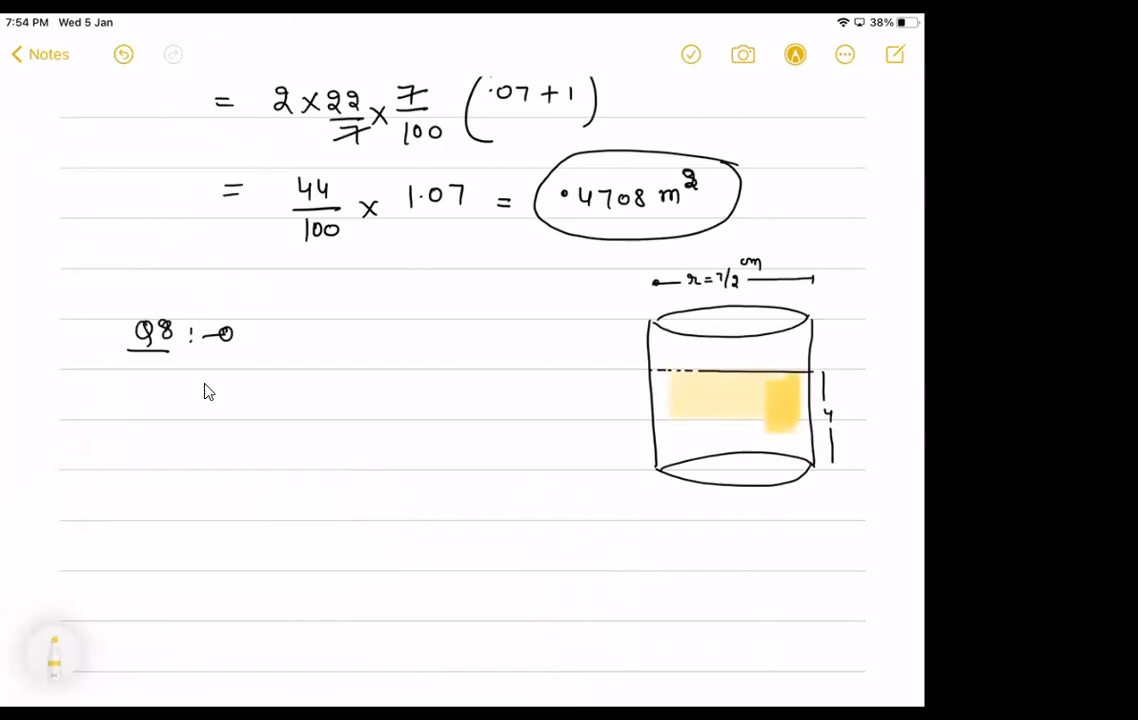 7:54 PM Wed 5 Jan
38%
Notes
= 2 × 22/7 × 7/100 (.07 + 1)
= 44/100 × 1.07 = .4708 m²
r = 7/2 cm
Q8 :-
4